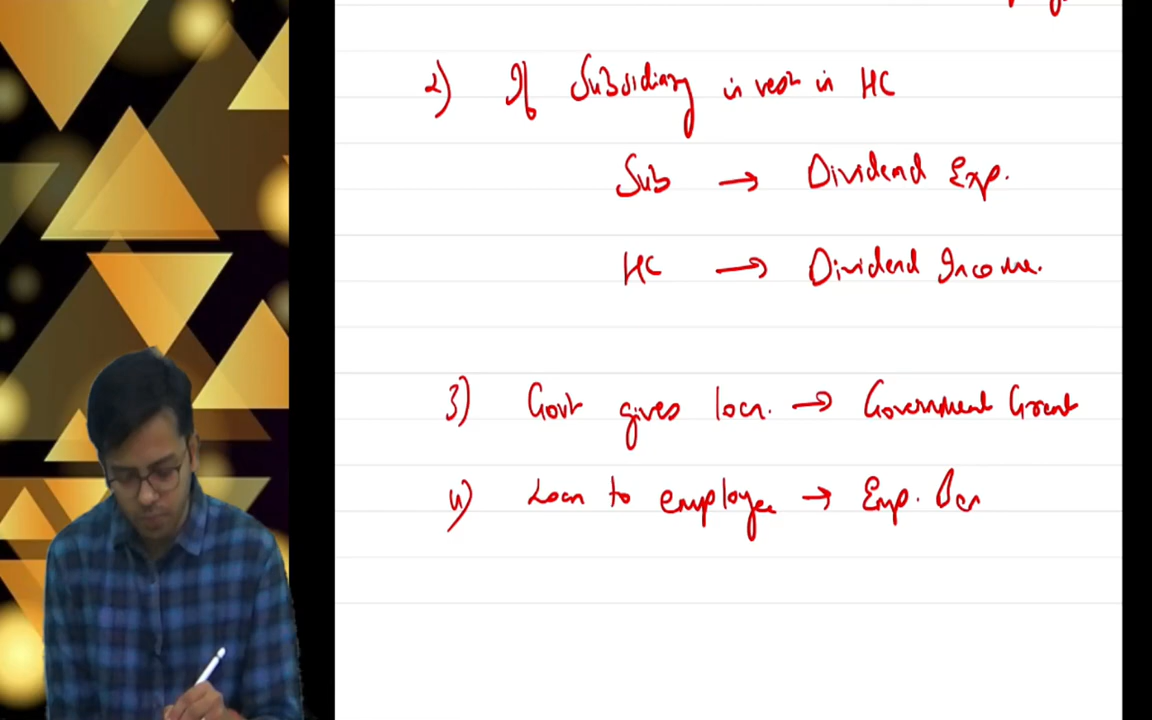 2) If Subsidiary invest in HC
Sub → Dividend Exp.
HC → Dividend Income.
3) Govt gives loan. → Government Grant
4) Loan to employee → Emp. Ben